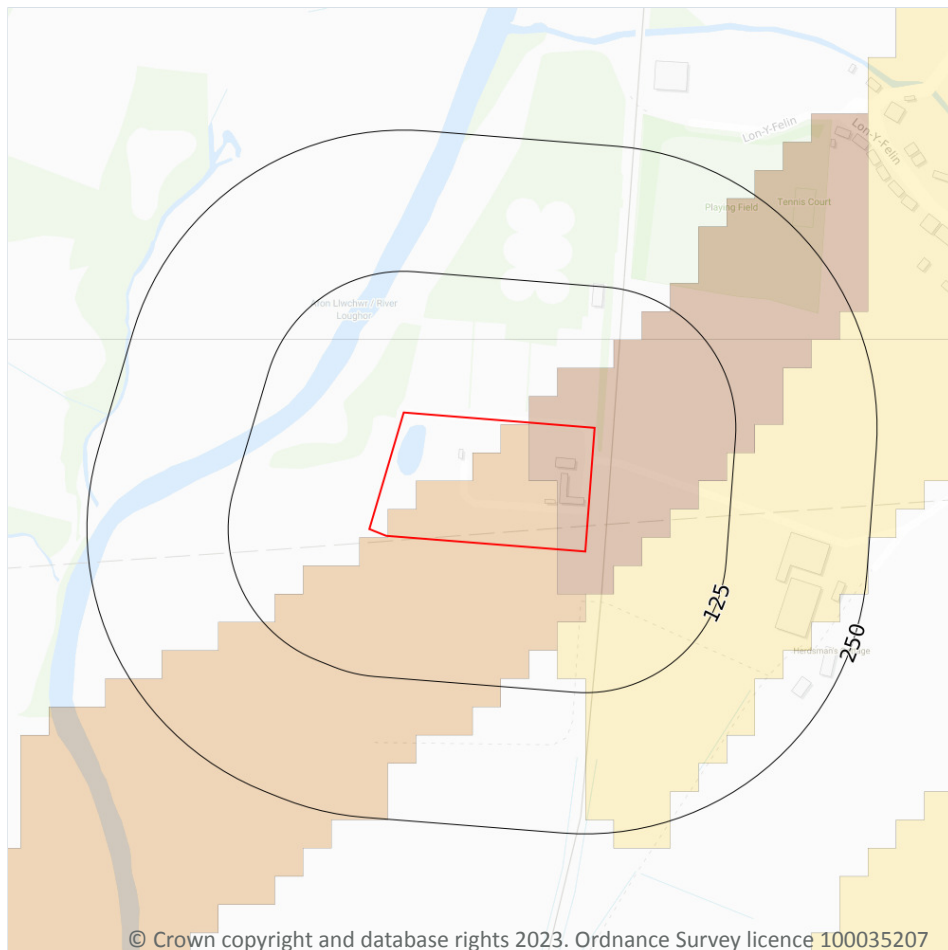 Lon-Y-Felin
Lon-Y-Felin
Playing Field
Tennis Court
Afon Llwchwr / River
Loughor
125
250
© Crown copyright and database rights 2023. Ordnance Survey licence 100035207